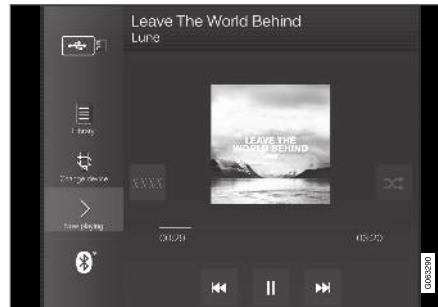 Leave The World Behind
Lune
Library
LEAVE THE
WORLD BEHIND
XXXX
Change device
Now playing
00:29
03:20
G063290